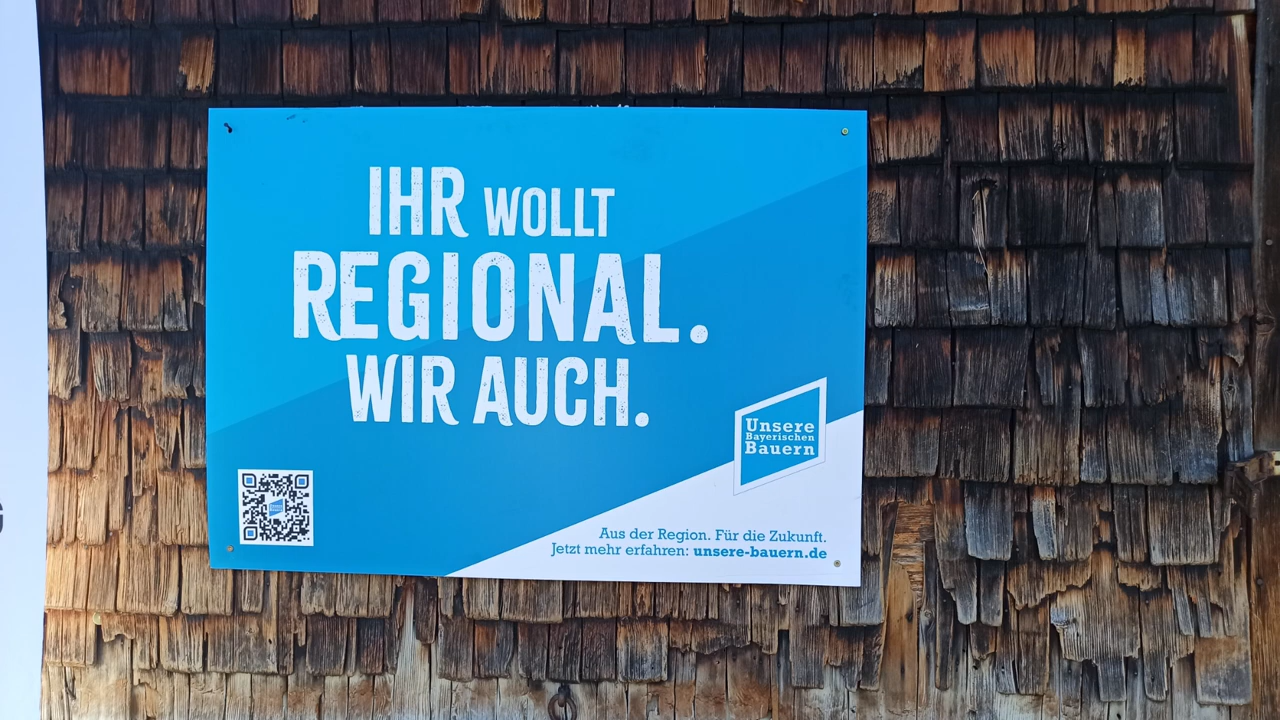 IHR WOLLT
REGIONAL.
WIR AUCH.
Unsere
Bayerischen
Bauern
Aus der Region. Für die Zukunft.
Jetzt mehr erfahren: unsere-bauern.de